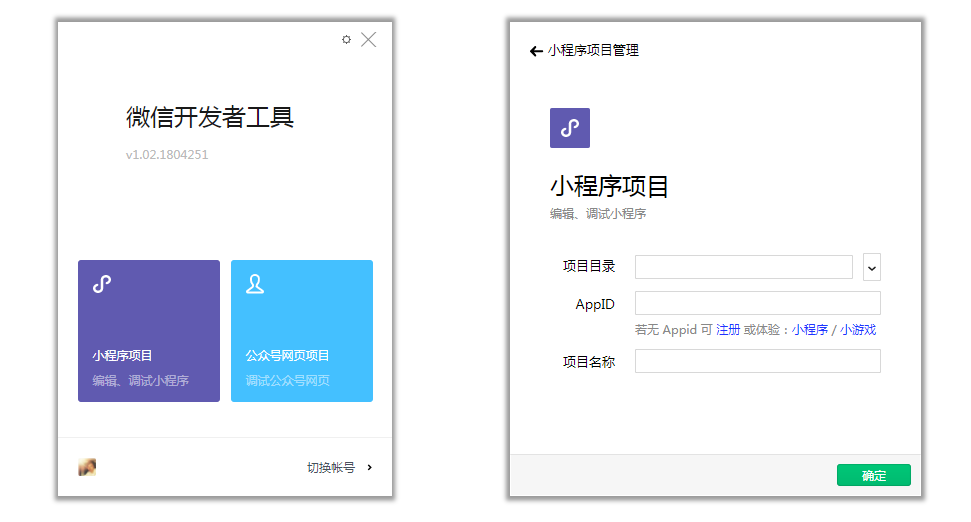 微信开发者工具
v1.02.1804251
小程序项目
编辑、调试小程序
公众号网页项目
调试公众号网页
切换帐号
小程序项目管理
小程序项目
编辑、调试小程序
项目目录
AppID
若无 Appid 可 注册 或体验：小程序 / 小游戏
项目名称
确定